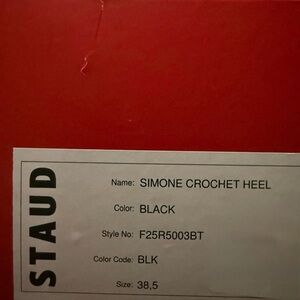 STAUD
Name: SIMONE CROCHET HEEL
Color: BLACK
Style No: F25R5003BT
Color Code: BLK
Size: 38,5